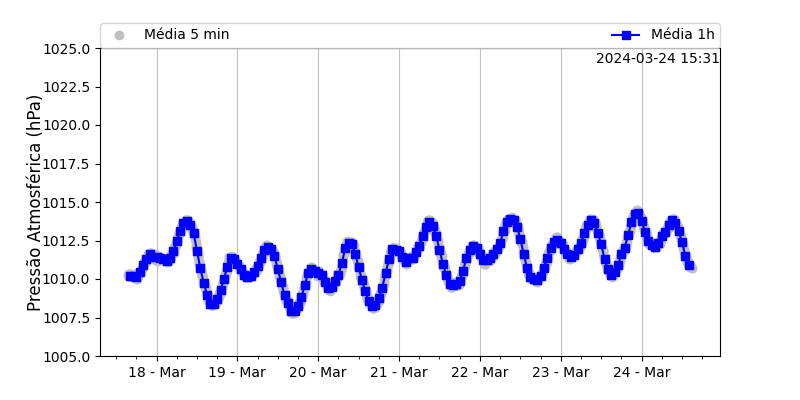 Média 5 min
Média 1h
2024-03-24 15:31
Pressão Atmosférica (hPa)
1025.0
1022.5
1020.0
1017.5
1015.0
1012.5
1010.0
1007.5
1005.0
18 - Mar
19 - Mar
20 - Mar
21 - Mar
22 - Mar
23 - Mar
24 - Mar